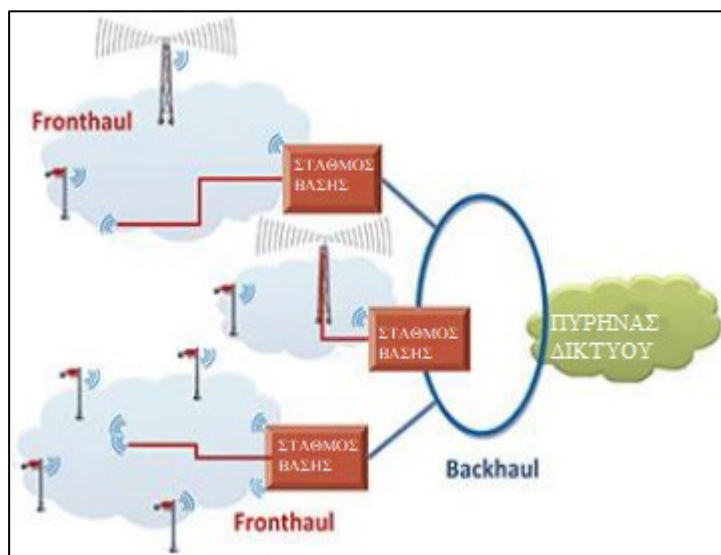 Fronthaul
ΣΤΑΘΜΟΣ
ΒΑΣΗΣ
ΣΤΑΘΜΟΣ
ΒΑΣΗΣ
ΠΥΡΗΝΑΣ
ΔΙΚΤΥΟΥ
ΣΤΑΘΜΟΣ
ΒΑΣΗΣ
Backhaul
Fronthaul